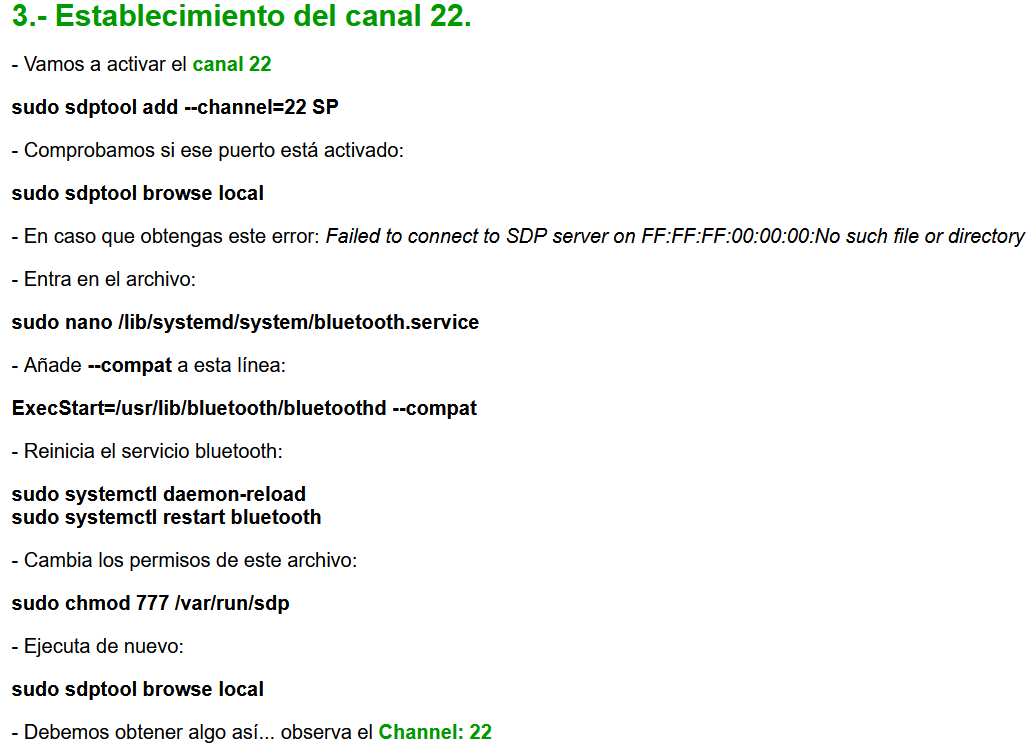 3.- Establecimiento del canal 22.
- Vamos a activar el canal 22
sudo sdptool add --channel=22 SP
- Comprobamos si ese puerto está activado:
sudo sdptool browse local
- En caso que obtengas este error: Failed to connect to SDP server on FF:FF:FF:00:00:00:No such file or directory
- Entra en el archivo:
sudo nano /lib/systemd/system/bluetooth.service
- Añade --compat a esta línea:
ExecStart=/usr/lib/bluetooth/bluetoothd --compat
- Reinicia el servicio bluetooth:
sudo systemctl daemon-reload
sudo systemctl restart bluetooth
- Cambia los permisos de este archivo:
sudo chmod 777 /var/run/sdp
- Ejecuta de nuevo:
sudo sdptool browse local
- Debemos obtener algo así... observa el Channel: 22